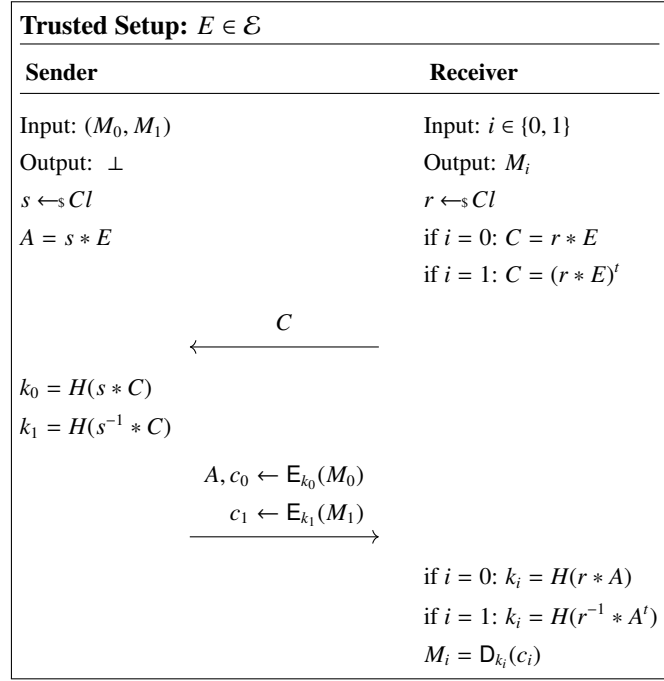 Trusted Setup: E ∈ ℰ
Sender Receiver
Input: (M₀, M₁) Input: i ∈ {0, 1}
Output: ⊥ Output: Mᵢ
s ←$ Cl r ←$ Cl
A = s ∗ E if i = 0: C = r ∗ E
if i = 1: C = (r ∗ E)ᵗ
C
k₀ = H(s ∗ C)
k₁ = H(s⁻¹ ∗ C)
A, c₀ ← E_{k₀}(M₀)
c₁ ← E_{k₁}(M₁)
if i = 0: kᵢ = H(r ∗ A)
if i = 1: kᵢ = H(r⁻¹ ∗ Aᵗ)
Mᵢ = D_{kᵢ}(cᵢ)